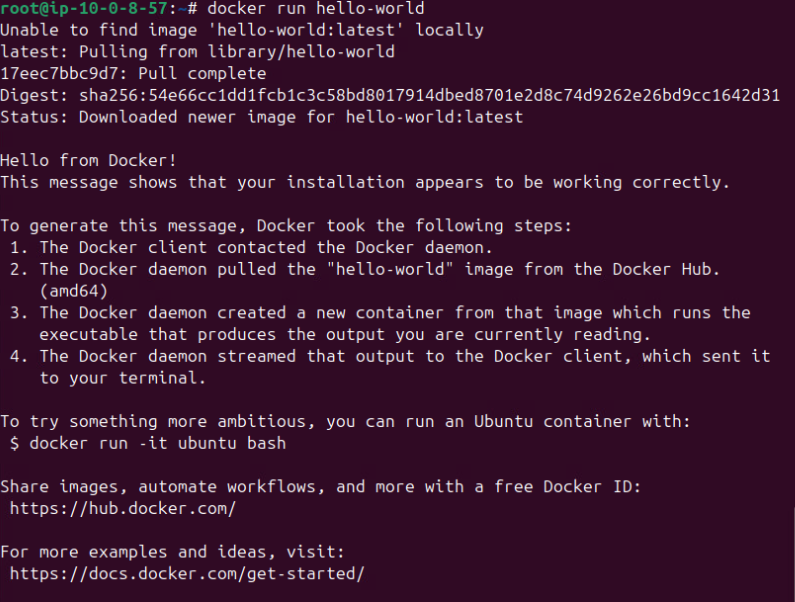 root@ip-10-0-8-57:~# docker run hello-world
Unable to find image 'hello-world:latest' locally
latest: Pulling from library/hello-world
17eec7bbc9d7: Pull complete
Digest: sha256:54e66cc1dd1fcb1c3c58bd8017914dbed8701e2d8c74d9262e26bd9cc1642d31
Status: Downloaded newer image for hello-world:latest

Hello from Docker!
This message shows that your installation appears to be working correctly.

To generate this message, Docker took the following steps:
 1. The Docker client contacted the Docker daemon.
 2. The Docker daemon pulled the "hello-world" image from the Docker Hub.
    (amd64)
 3. The Docker daemon created a new container from that image which runs the
    executable that produces the output you are currently reading.
 4. The Docker daemon streamed that output to the Docker client, which sent it
    to your terminal.

To try something more ambitious, you can run an Ubuntu container with:
 $ docker run -it ubuntu bash

Share images, automate workflows, and more with a free Docker ID:
 https://hub.docker.com/

For more examples and ideas, visit:
 https://docs.docker.com/get-started/